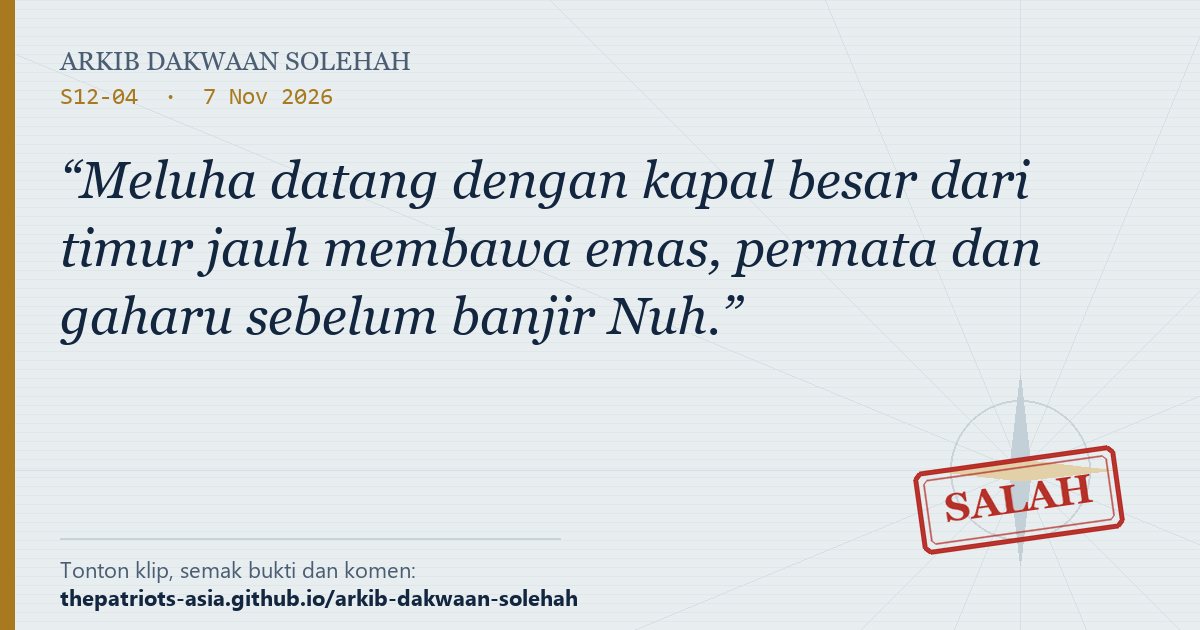 ARKIB DAKWAAN SOLEHAH
S12-04 · 7 Nov 2026
“Meluha datang dengan kapal besar dari
timur jauh membawa emas, permata dan
gaharu sebelum banjir Nuh.”
SALAH
Tonton klip, semak bukti dan komen:
thepatriots-asia.github.io/arkib-dakwaan-solehah